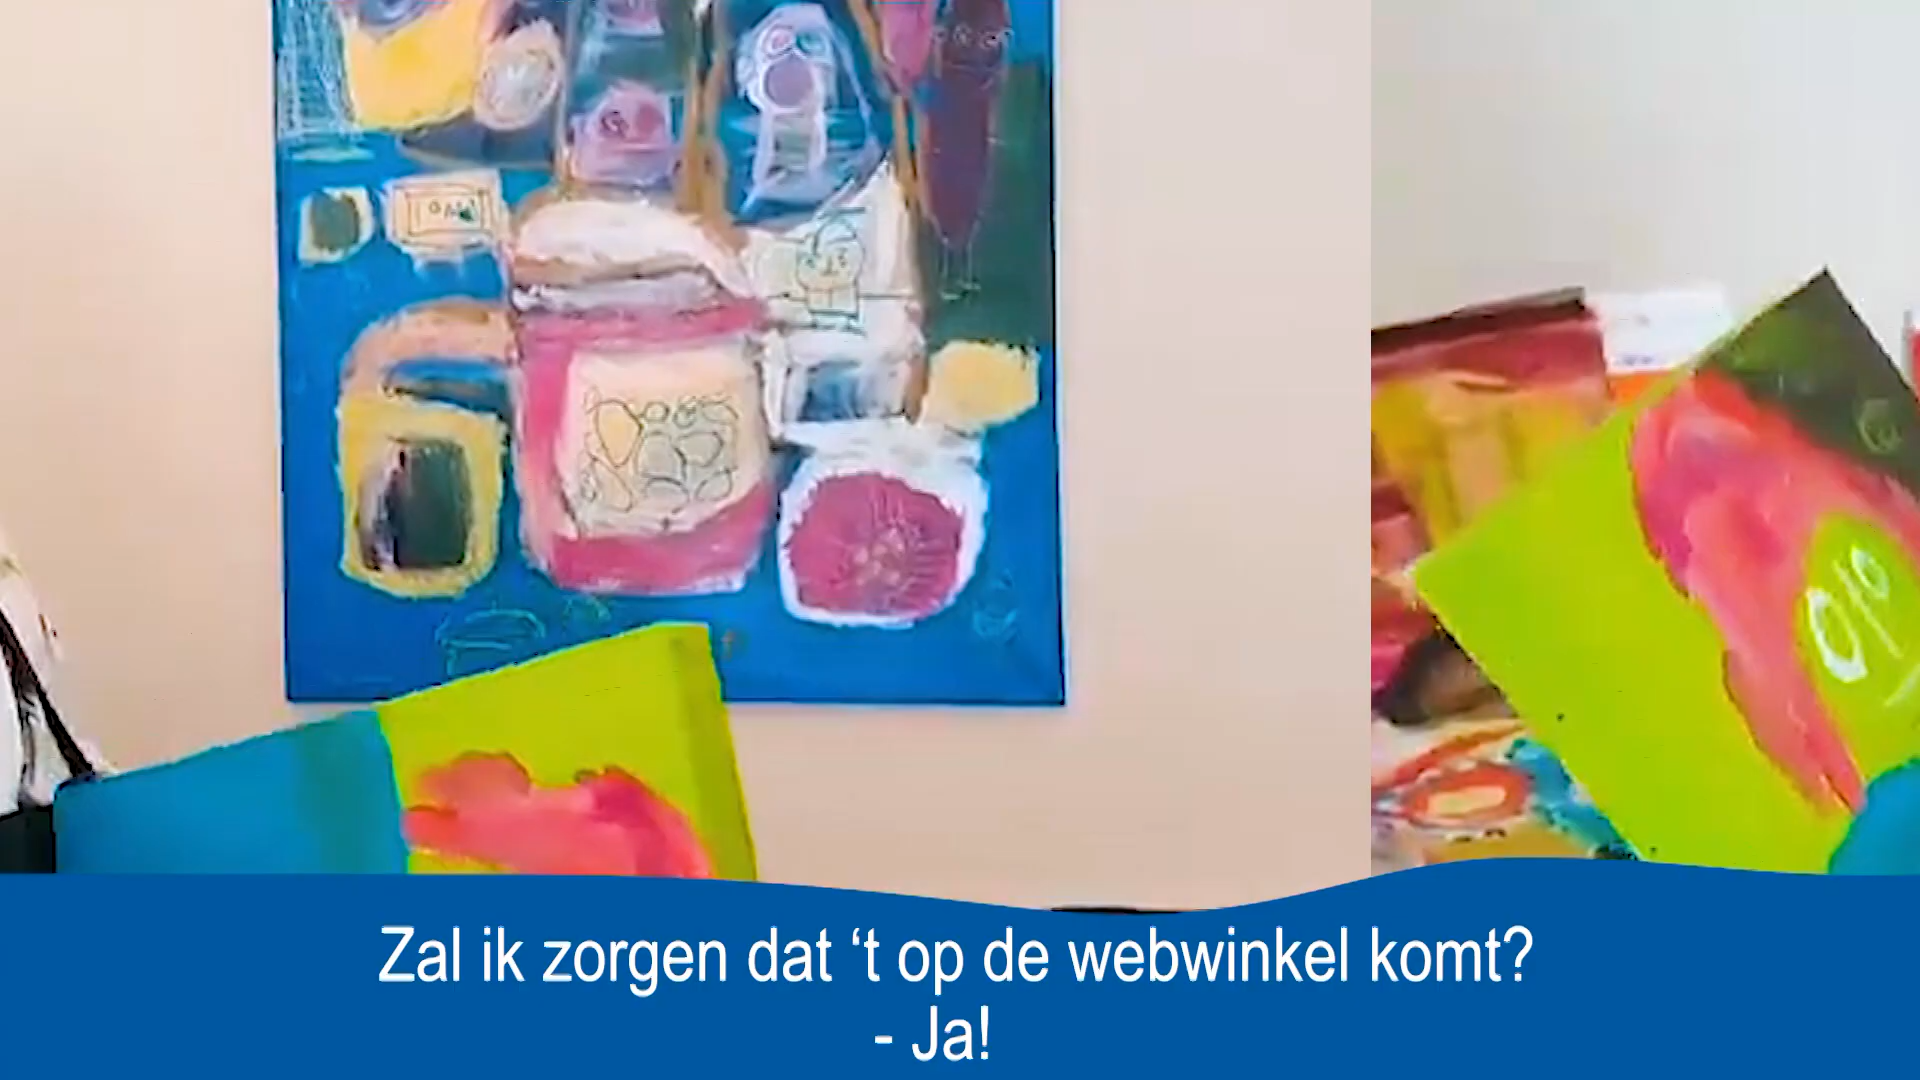 Zal ik zorgen dat ‘t op de webwinkel komt?
- Ja!